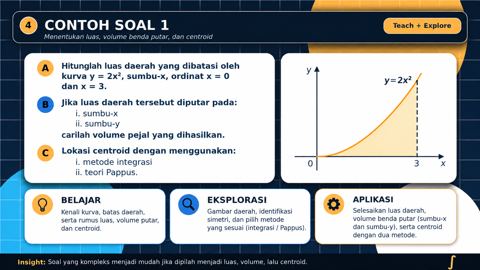 4
CONTOH SOAL 1
Menentukan luas, volume benda putar, dan centroid
Teach + Explore
A
Hitunglah luas daerah yang dibatasi oleh
kurva y = 2x², sumbu-x, ordinat x = 0
dan x = 3.
B
Jika luas daerah tersebut diputar pada:
i. sumbu-x
ii. sumbu-y
carilah volume pejal yang dihasilkan.
C
Lokasi centroid dengan menggunakan:
i. metode integrasi
ii. teori Pappus.
y
y=2x²
0
3
x
BELAJAR
Kenali kurva, batas daerah,
serta rumus luas, volume putar,
dan centroid.
EKSPLORASI
Gambar daerah, identifikasi
simetri, dan pilih metode
yang sesuai (integrasi / Pappus).
APLIKASI
Selesaikan luas daerah,
volume benda putar (sumbu-x
dan sumbu-y), serta centroid
dengan dua metode.
Insight: Soal yang kompleks menjadi mudah jika dipilah menjadi luas, volume, lalu centroid.
∫